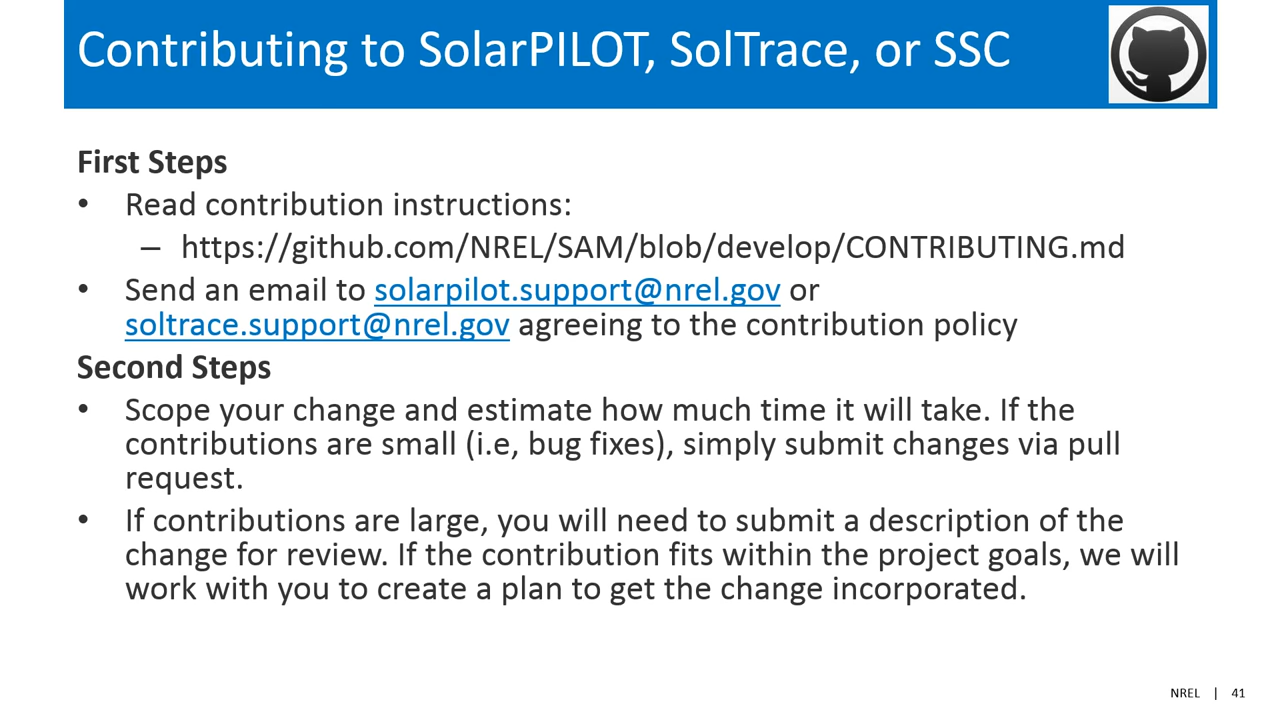 Contributing to SolarPILOT, SolTrace, or SSC
First Steps
• Read contribution instructions:
– https://github.com/NREL/SAM/blob/develop/CONTRIBUTING.md
• Send an email to solarpilot.support@nrel.gov or
soltrace.support@nrel.gov agreeing to the contribution policy
Second Steps
• Scope your change and estimate how much time it will take. If the
contributions are small (i.e, bug fixes), simply submit changes via pull
request.
• If contributions are large, you will need to submit a description of the
change for review. If the contribution fits within the project goals, we will
work with you to create a plan to get the change incorporated.
NREL | 41